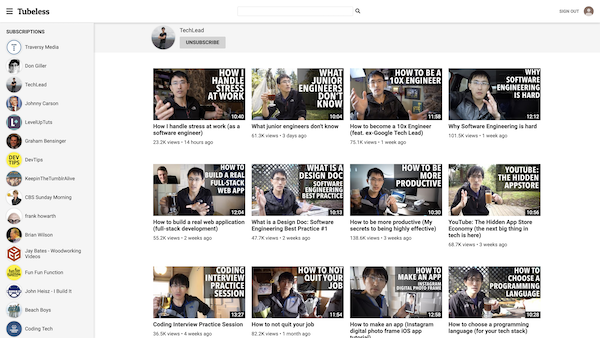 Tubeless
SIGN OUT
SUBSCRIPTIONS
Traversy Media
Don Giller
TechLead
Johnny Carson
LevelUpTuts
Graham Bensinger
DevTips
KeepinTheTumblrAlive
CBS Sunday Morning
frank howarth
Brian Wilson
Jay Bates - Woodworking
Videos
Fun Fun Function
John Heisz - I Build It
Beach Boys
Coding Tech
DEV
TIPS
TechLead
UNSUBSCRIBE
HOW I
HANDLE
STRESS
AT WORK
10:40
How I handle stress at work (as a
software engineer)
23.2K views • 14 hours ago
WHAT
JUNIOR
ENGINEERS
DON'T
KNOW
10:04
What junior engineers don't know
61.3K views • 3 days ago
HOW TO BE A
10X ENGINEER
11:58
How to become a 10x Engineer
(feat. ex-Google Tech Lead)
75.1K views • 1 week ago
WHY
SOFTWARE
ENGINEERING
IS HARD
12:12
Why Software Engineering is hard
101.5K views • 1 week ago
HOW TO
BUILD A REAL
FULL-STACK
WEB APP
12:04
How to build a real web application
(full-stack development)
55.2K views • 2 weeks ago
WHAT IS A
DESIGN DOC
SOFTWARE
ENGINEERING
BEST PRACTICE
10:13
What is a Design Doc: Software
Engineering Best Practice #1
47.7K views • 2 weeks ago
HOW TO
BE MORE
PRODUCTIVE
10:30
How to be more productive (My
secrets to being highly effective)
138.6K views • 3 weeks ago
YOUTUBE:
THE HIDDEN
APPSTORE
10:56
YouTube: The Hidden App Store
Economy (the next big thing in
tech is here)
68.7K views • 3 weeks ago
CODING
INTERVIEW
PRACTICE
SESSION
13:27
Coding Interview Practice Session
36.5K views • 4 weeks ago
HOW TO NOT
QUIT YOUR
JOB
11:54
How to not quit your job
62.2K views • 1 month ago
HOW TO
MAKE AN APP
INSTAGRAM
DIGITAL PHOTO FRAME
How to make an app (Instagram
digital photo frame iOS app
tutorial)
HOW TO
CHOOSE A
PROGRAMMING
LANGUAGE
10:28
How to choose a programming
language (for your tech stack)